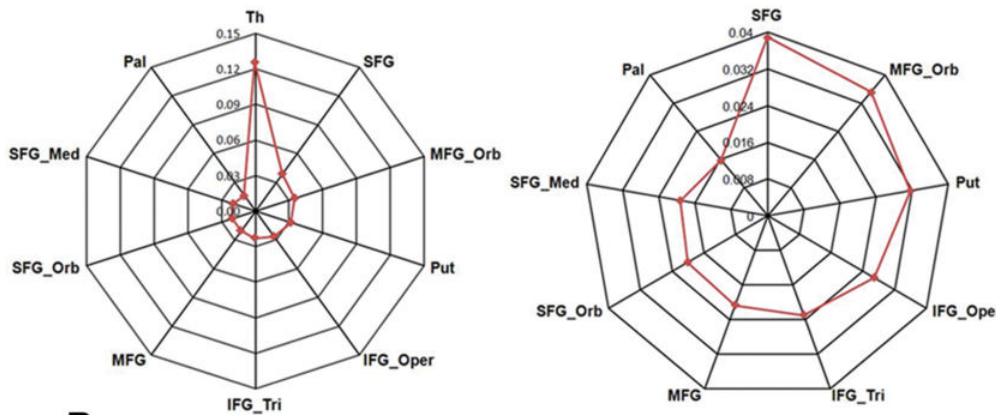 Th
0.15
Pal
SFG
0.12
0.09
SFG_Med
0.06
MFG_Orb
0.03
0.00
SFG_Orb
Put
MFG
IFG_Oper
IFG_Tri
SFG
0.04
Pal
MFG_Orb
0.032
0.024
SFG_Med
0.016
Put
0.008
0
SFG_Orb
IFG_Ope
MFG
IFG_Tri